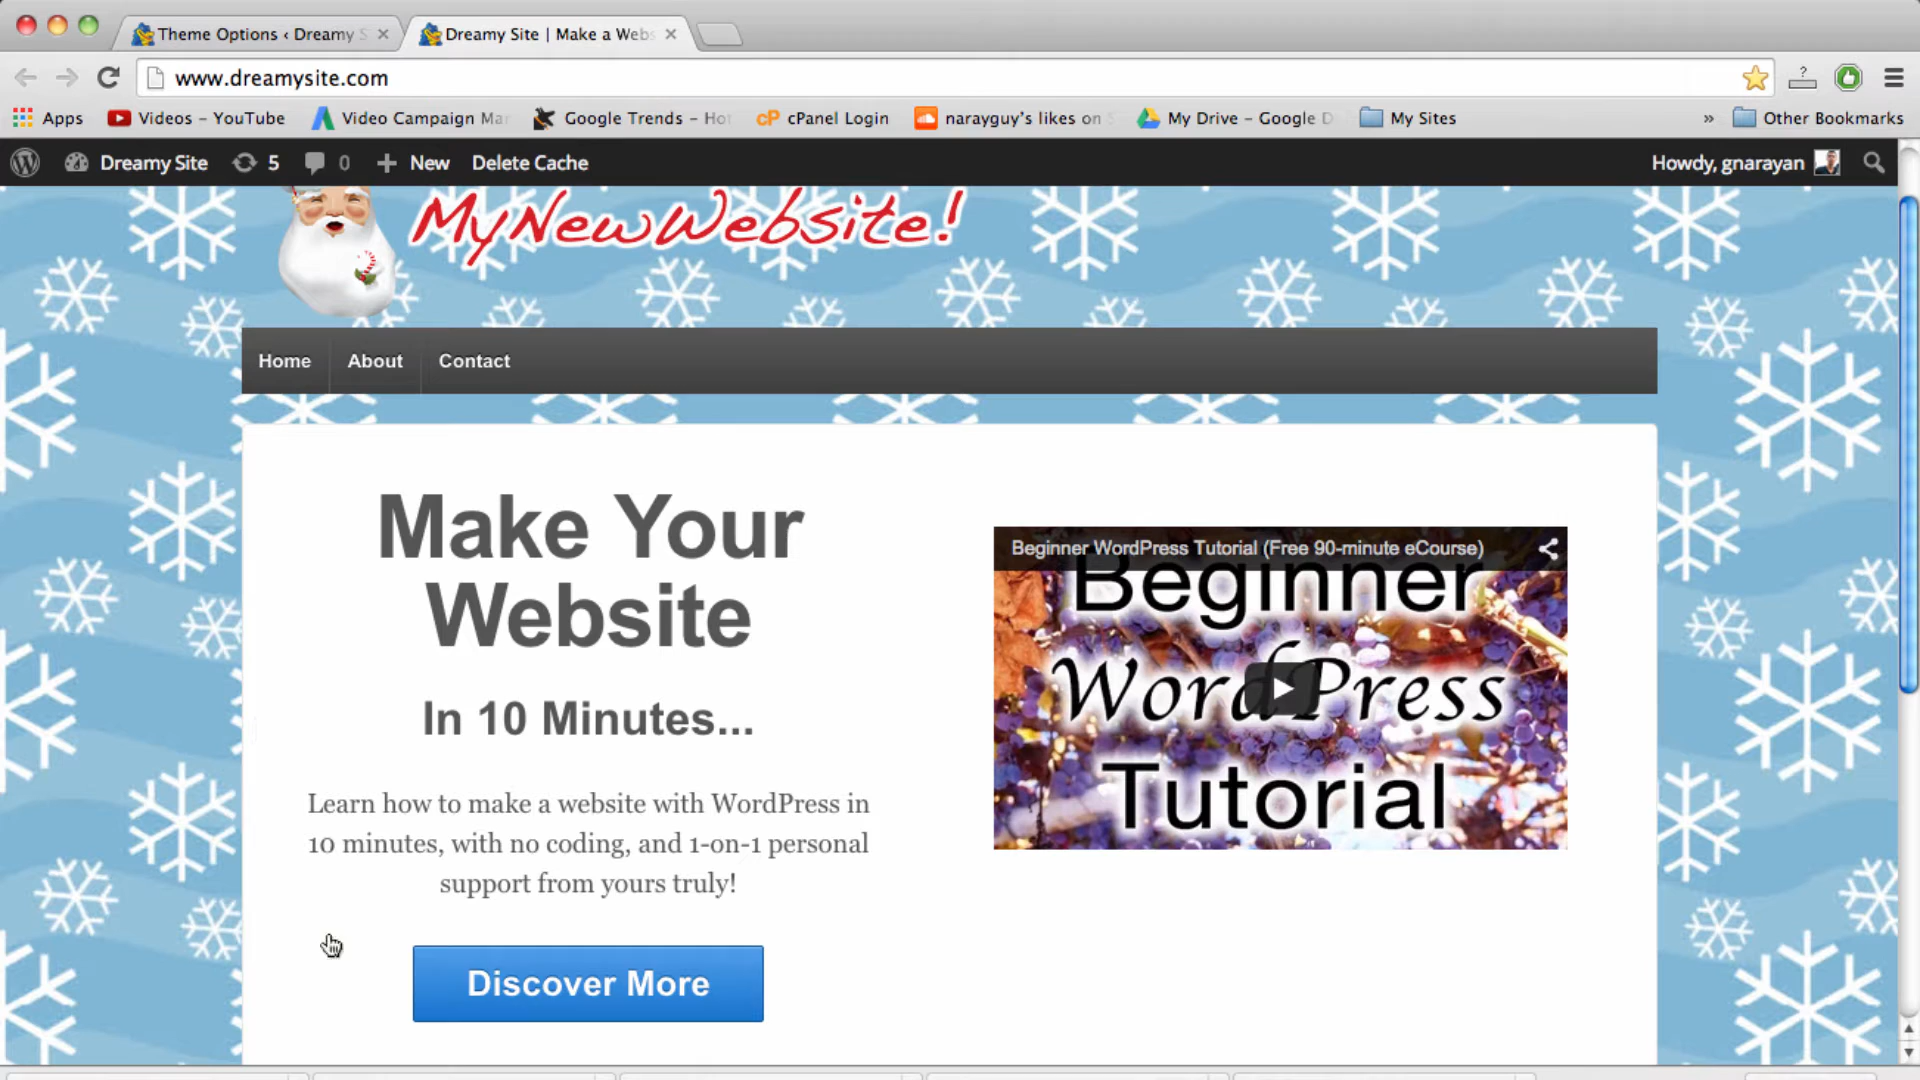 Theme Options ‹ Dreamy S
Dreamy Site | Make a Webs
www.dreamysite.com
?
Apps
Videos – YouTube
Video Campaign Ma
Google Trends – Hot
cPanel Login
narayguy's likes on S
My Drive – Google D
My Sites
»
Other Bookmarks
Dreamy Site
5
0
New
Delete Cache
Howdy, gnarayan
MyNewWebsite!
Home
About
Contact
Make Your
Website
In 10 Minutes...
Learn how to make a website with WordPress in
10 minutes, with no coding, and 1-on-1 personal
support from yours truly!
Discover More
Beginner WordPress Tutorial (Free 90-minute eCourse)
Beginner
WordPress
Tutorial